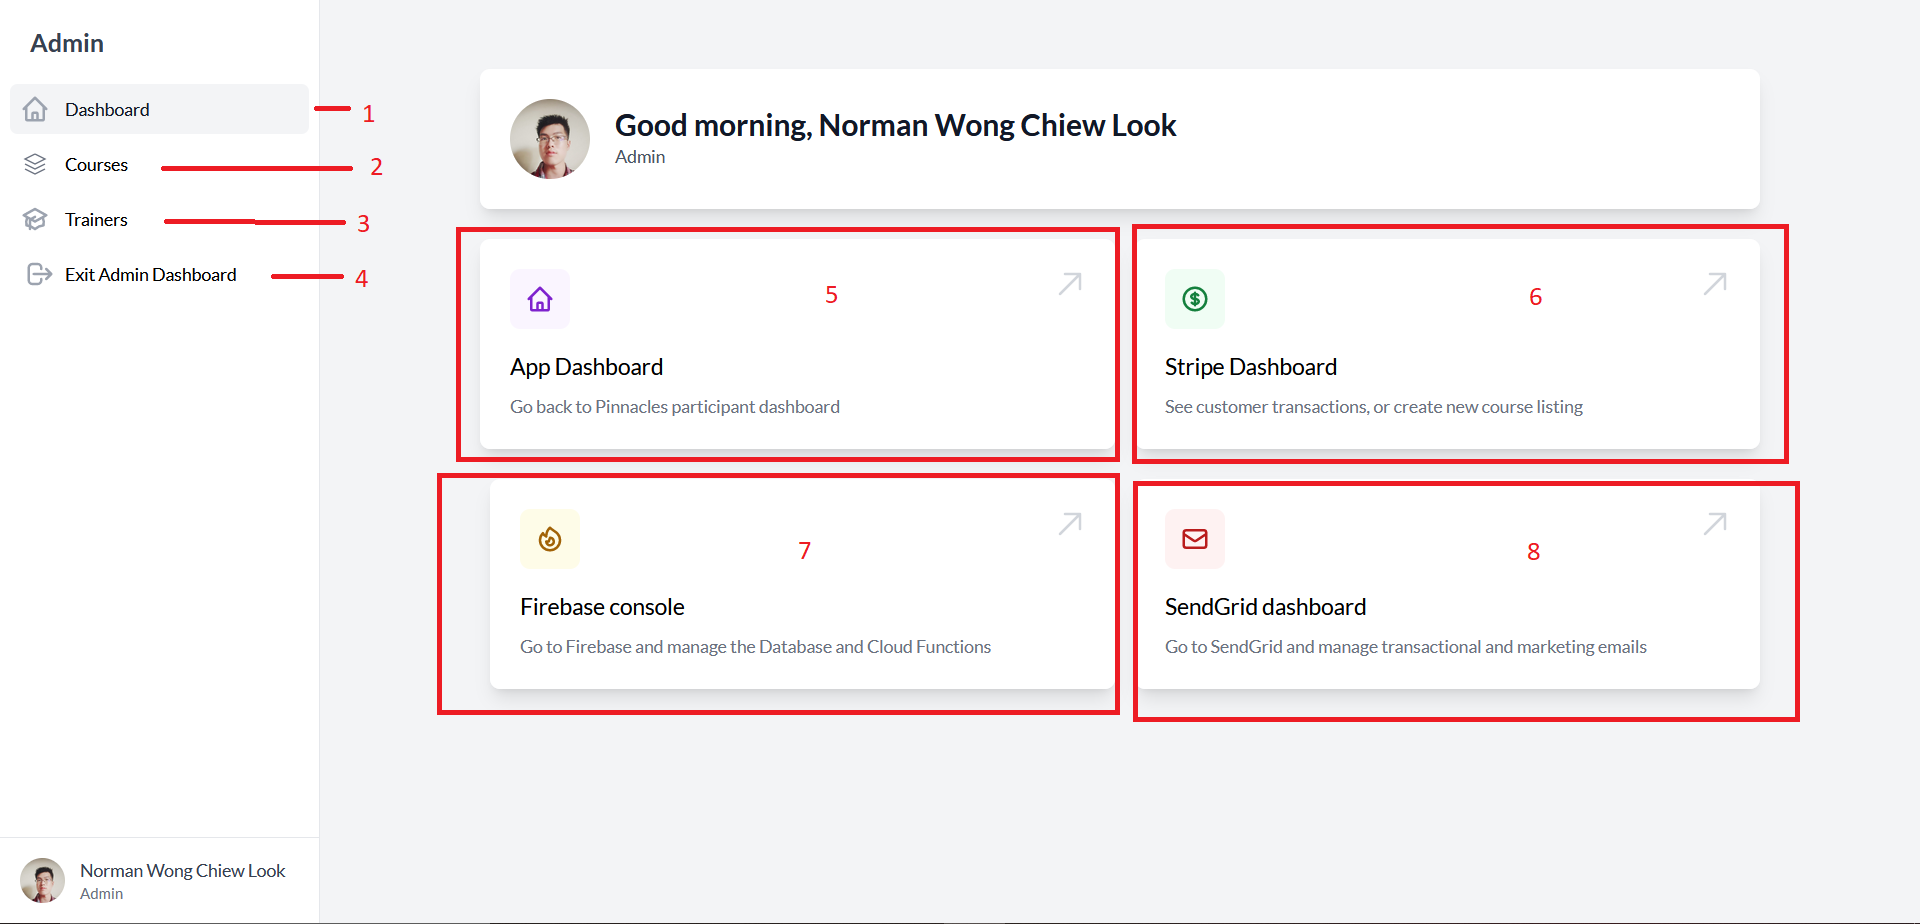 Admin
Dashboard 1
Courses 2
Trainers 3
Exit Admin Dashboard 4
Good morning, Norman Wong Chiew Look
Admin
5
App Dashboard
Go back to Pinnacles participant dashboard
6
Stripe Dashboard
See customer transactions, or create new course listing
7
Firebase console
Go to Firebase and manage the Database and Cloud Functions
8
SendGrid dashboard
Go to SendGrid and manage transactional and marketing emails
Norman Wong Chiew Look
Admin